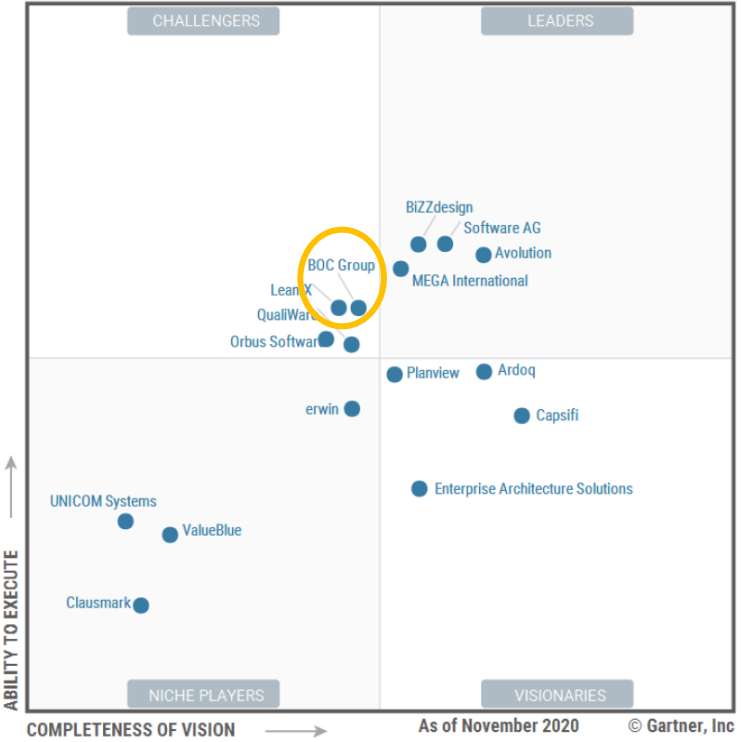 CHALLENGERS
LEADERS
BiZZdesign
Software AG
Avolution
BOC Group
MEGA International
LeanIX
QualiWare
Orbus Software
Planview
Ardoq
erwin
Capsifi
Enterprise Architecture Solutions
UNICOM Systems
ValueBlue
Clausmark
NICHE PLAYERS
VISIONARIES
ABILITY TO EXECUTE
COMPLETENESS OF VISION
As of November 2020
© Gartner, Inc